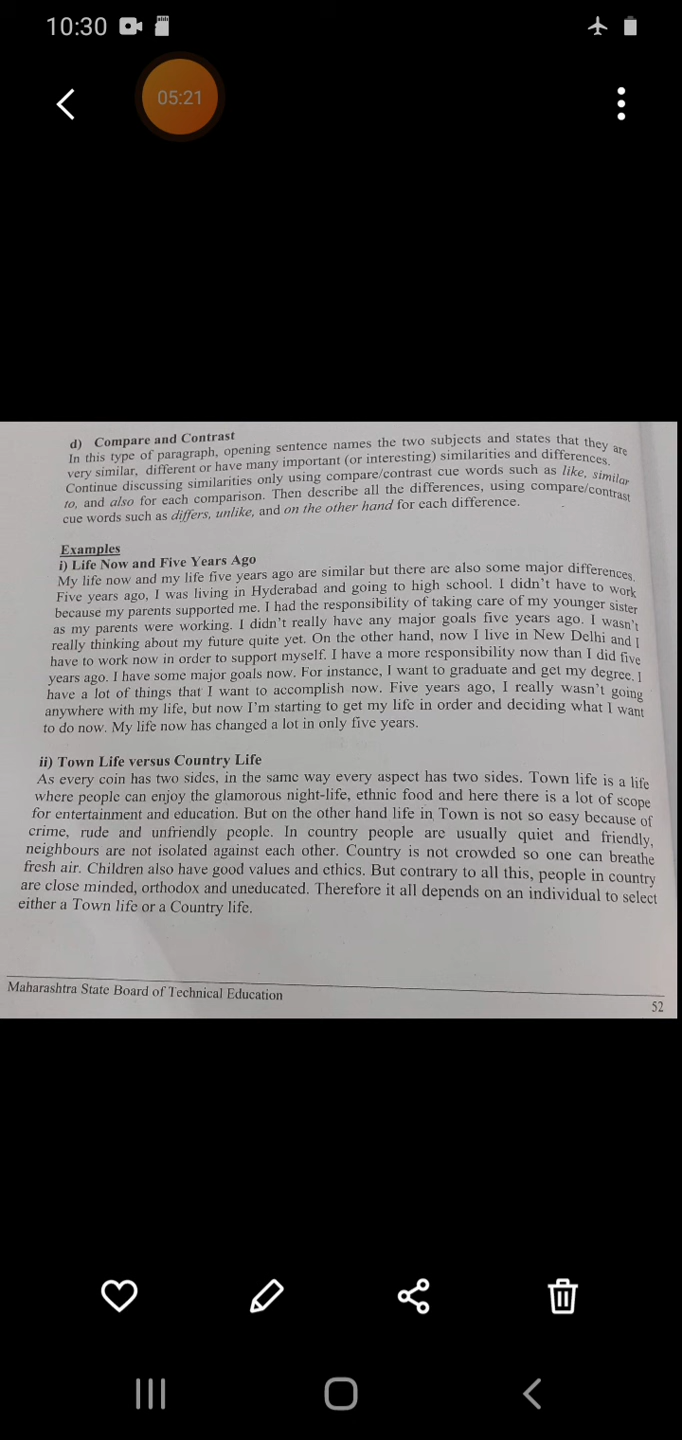 10:30
05:21
d) Compare and Contrast
In this type of paragraph, opening sentence names the two subjects and states that they are
very similar, different or have many important (or interesting) similarities and differences.
Continue discussing similarities only using compare/contrast cue words such as like, similar
to, and also for each comparison. Then describe all the differences, using compare/contrast
cue words such as differs, unlike, and on the other hand for each difference.
Examples
i) Life Now and Five Years Ago
My life now and my life five years ago are similar but there are also some major differences.
Five years ago, I was living in Hyderabad and going to high school. I didn't have to work
because my parents supported me. I had the responsibility of taking care of my younger sister
as my parents were working. I didn't really have any major goals five years ago. I wasn't
really thinking about my future quite yet. On the other hand, now I live in New Delhi and I
have to work now in order to support myself. I have a more responsibility now than I did five
years ago. I have some major goals now. For instance, I want to graduate and get my degree. I
have a lot of things that I want to accomplish now. Five years ago, I really wasn't going
anywhere with my life, but now I'm starting to get my life in order and deciding what I want
to do now. My life now has changed a lot in only five years.
ii) Town Life versus Country Life
As every coin has two sides, in the same way every aspect has two sides. Town life is a life
where people can enjoy the glamorous night-life, ethnic food and here there is a lot of scope
for entertainment and education. But on the other hand life in Town is not so easy because of
crime, rude and unfriendly people. In country people are usually quiet and friendly,
neighbours are not isolated against each other. Country is not crowded so one can breathe
fresh air. Children also have good values and ethics. But contrary to all this, people in country
are close minded, orthodox and uneducated. Therefore it all depends on an individual to select
either a Town life or a Country life.
Maharashtra State Board of Technical Education
52